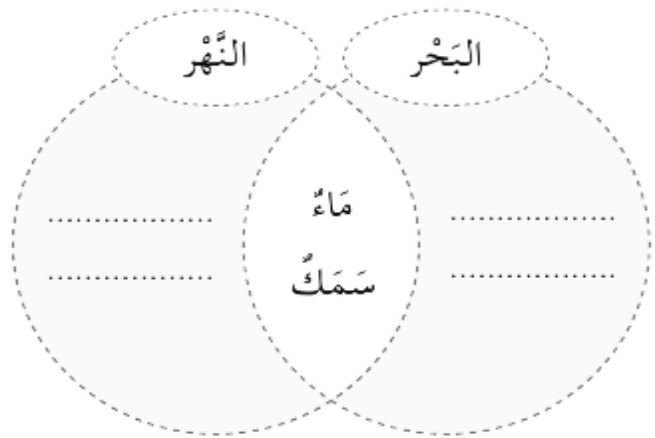 البَحْر
النَّهْر
مَاءٌ
سَمَكٌ